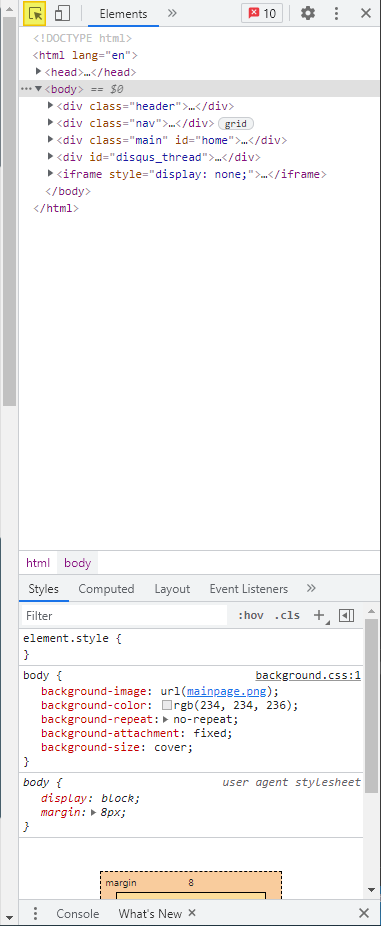 Elements » 10
<!DOCTYPE html>
<html lang="en">
<head>…</head>
··· <body> == $0
<div class="header">…</div>
<div class="nav">…</div> grid
<div class="main" id="home">…</div>
<div id="disqus_thread">…</div>
<iframe style="display: none;">…</iframe>
</body>
</html>
html body
Styles Computed Layout Event Listeners »
Filter :hov .cls +
element.style {
}
body { background.css:1
background-image: url(mainpage.png);
background-color: rgb(234, 234, 236);
background-repeat: no-repeat;
background-attachment: fixed;
background-size: cover;
}
body { user agent stylesheet
display: block;
margin: 8px;
}
margin 8
Console What's New ×